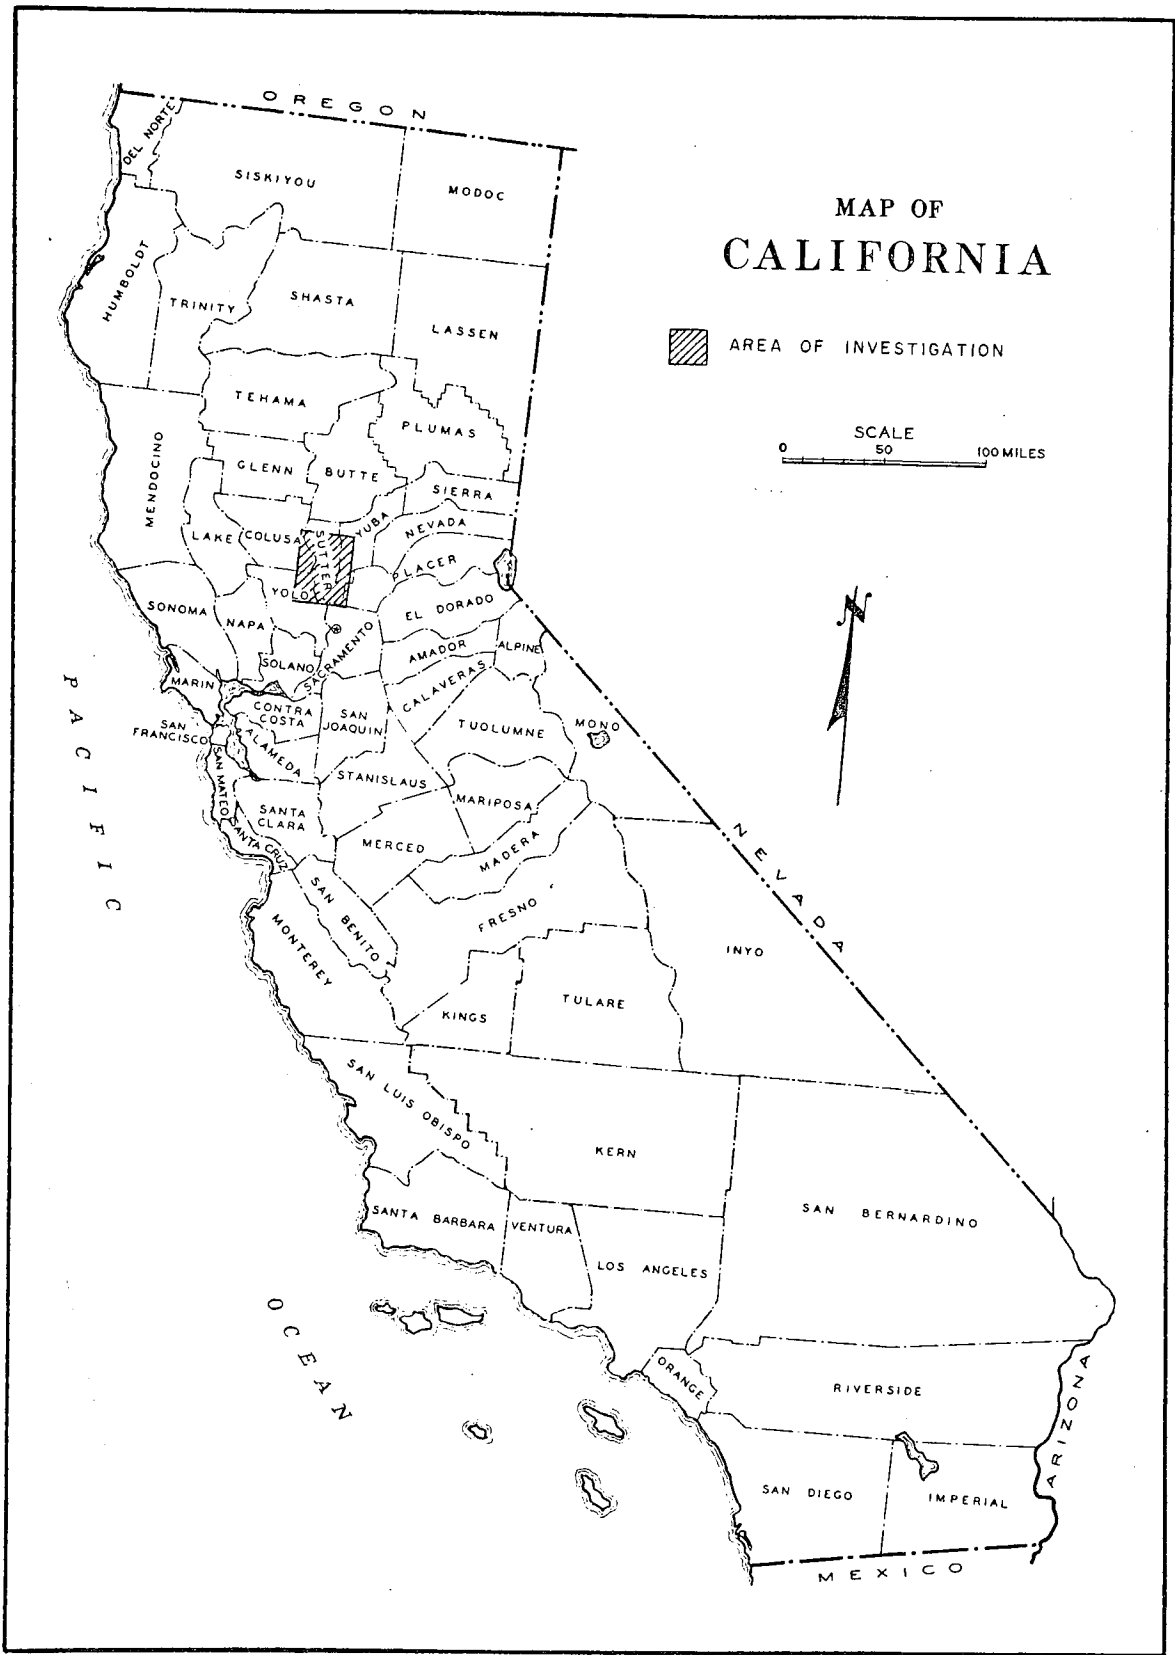 MAP OF
CALIFORNIA
AREA OF INVESTIGATION
SCALE
0 50 100 MILES
N
OREGON
DEL NORTE
SISKIYOU
MODOC
HUMBOLDT
TRINITY
SHASTA
LASSEN
TEHAMA
PLUMAS
MENDOCINO
GLENN
BUTTE
SIERRA
LAKE
COLUSA
SUTTER
YUBA
NEVADA
PLACER
YOLO
EL DORADO
SONOMA
NAPA
SACRAMENTO
AMADOR
ALPINE
SOLANO
CALAVERAS
MARIN
CONTRA
COSTA
SAN
JOAQUIN
TUOLUMNE
MONO
SAN
FRANCISCO
ALAMEDA
SAN MATEO
STANISLAUS
SANTA
CLARA
MARIPOSA
SANTA CRUZ
MERCED
MADERA
NEVADA
SAN BENITO
FRESNO
MONTEREY
INYO
KINGS
TULARE
PACIFIC
SAN LUIS OBISPO
KERN
SAN BERNARDINO
SANTA BARBARA
VENTURA
LOS ANGELES
OCEAN
ORANGE
RIVERSIDE
ARIZONA
SAN DIEGO
IMPERIAL
MEXICO